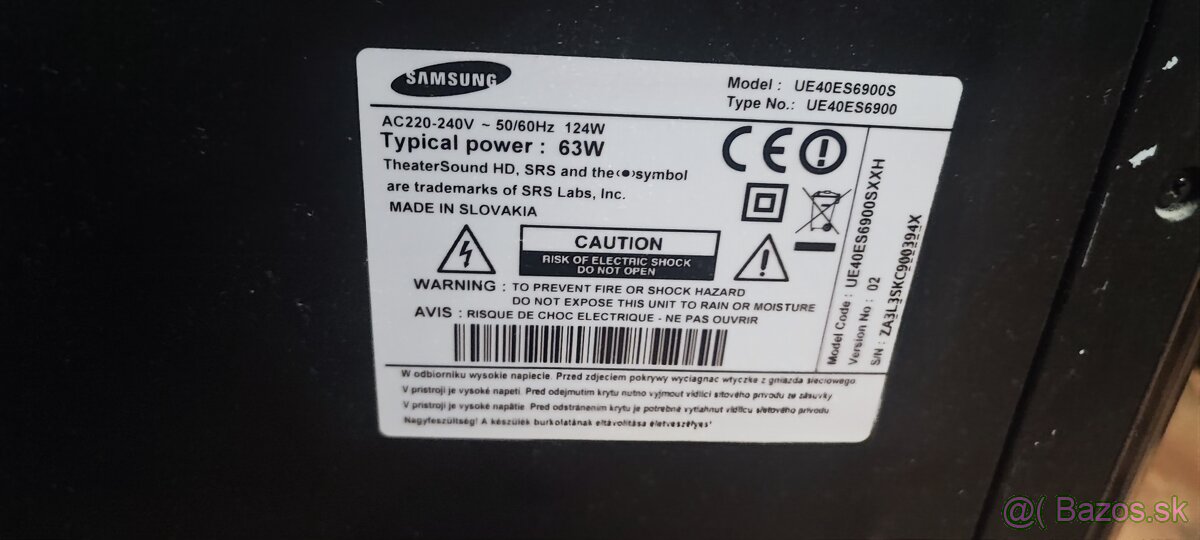 SAMSUNG
Model : UE40ES6900S
Type No.: UE40ES6900
AC220-240V ~ 50/60Hz 124W
Typical power : 63W
TheaterSound HD, SRS and the symbol
are trademarks of SRS Labs, Inc.
MADE IN SLOVAKIA
CE
CAUTION
RISK OF ELECTRIC SHOCK
DO NOT OPEN
WARNING : TO PREVENT FIRE OR SHOCK HAZARD
DO NOT EXPOSE THIS UNIT TO RAIN OR MOISTURE
AVIS : RISQUE DE CHOC ELECTRIQUE - NE PAS OUVRIR
Model Code : UE40ES6900SXXH
Version No : 02
S/N : ZA3L3SKC900394X
W odbiorniku wysokie napiecie. Przed zdjeciem pokrywy wyciagnac wtyczke z gniazda sieciowego.
V pristroji je vysoké napeti. Pred odejmutim krytu nutno vyjmout vidlici sitového privodu ze zásuvky
V pristroji je vysoké napätie. Pred odstránením krytu je potrebné vytiahnut vidlicu sietového privodu
Nagyfeszültség! A készülek burkolatának eltávolitása életveszélyes!
@( Bazos.sk